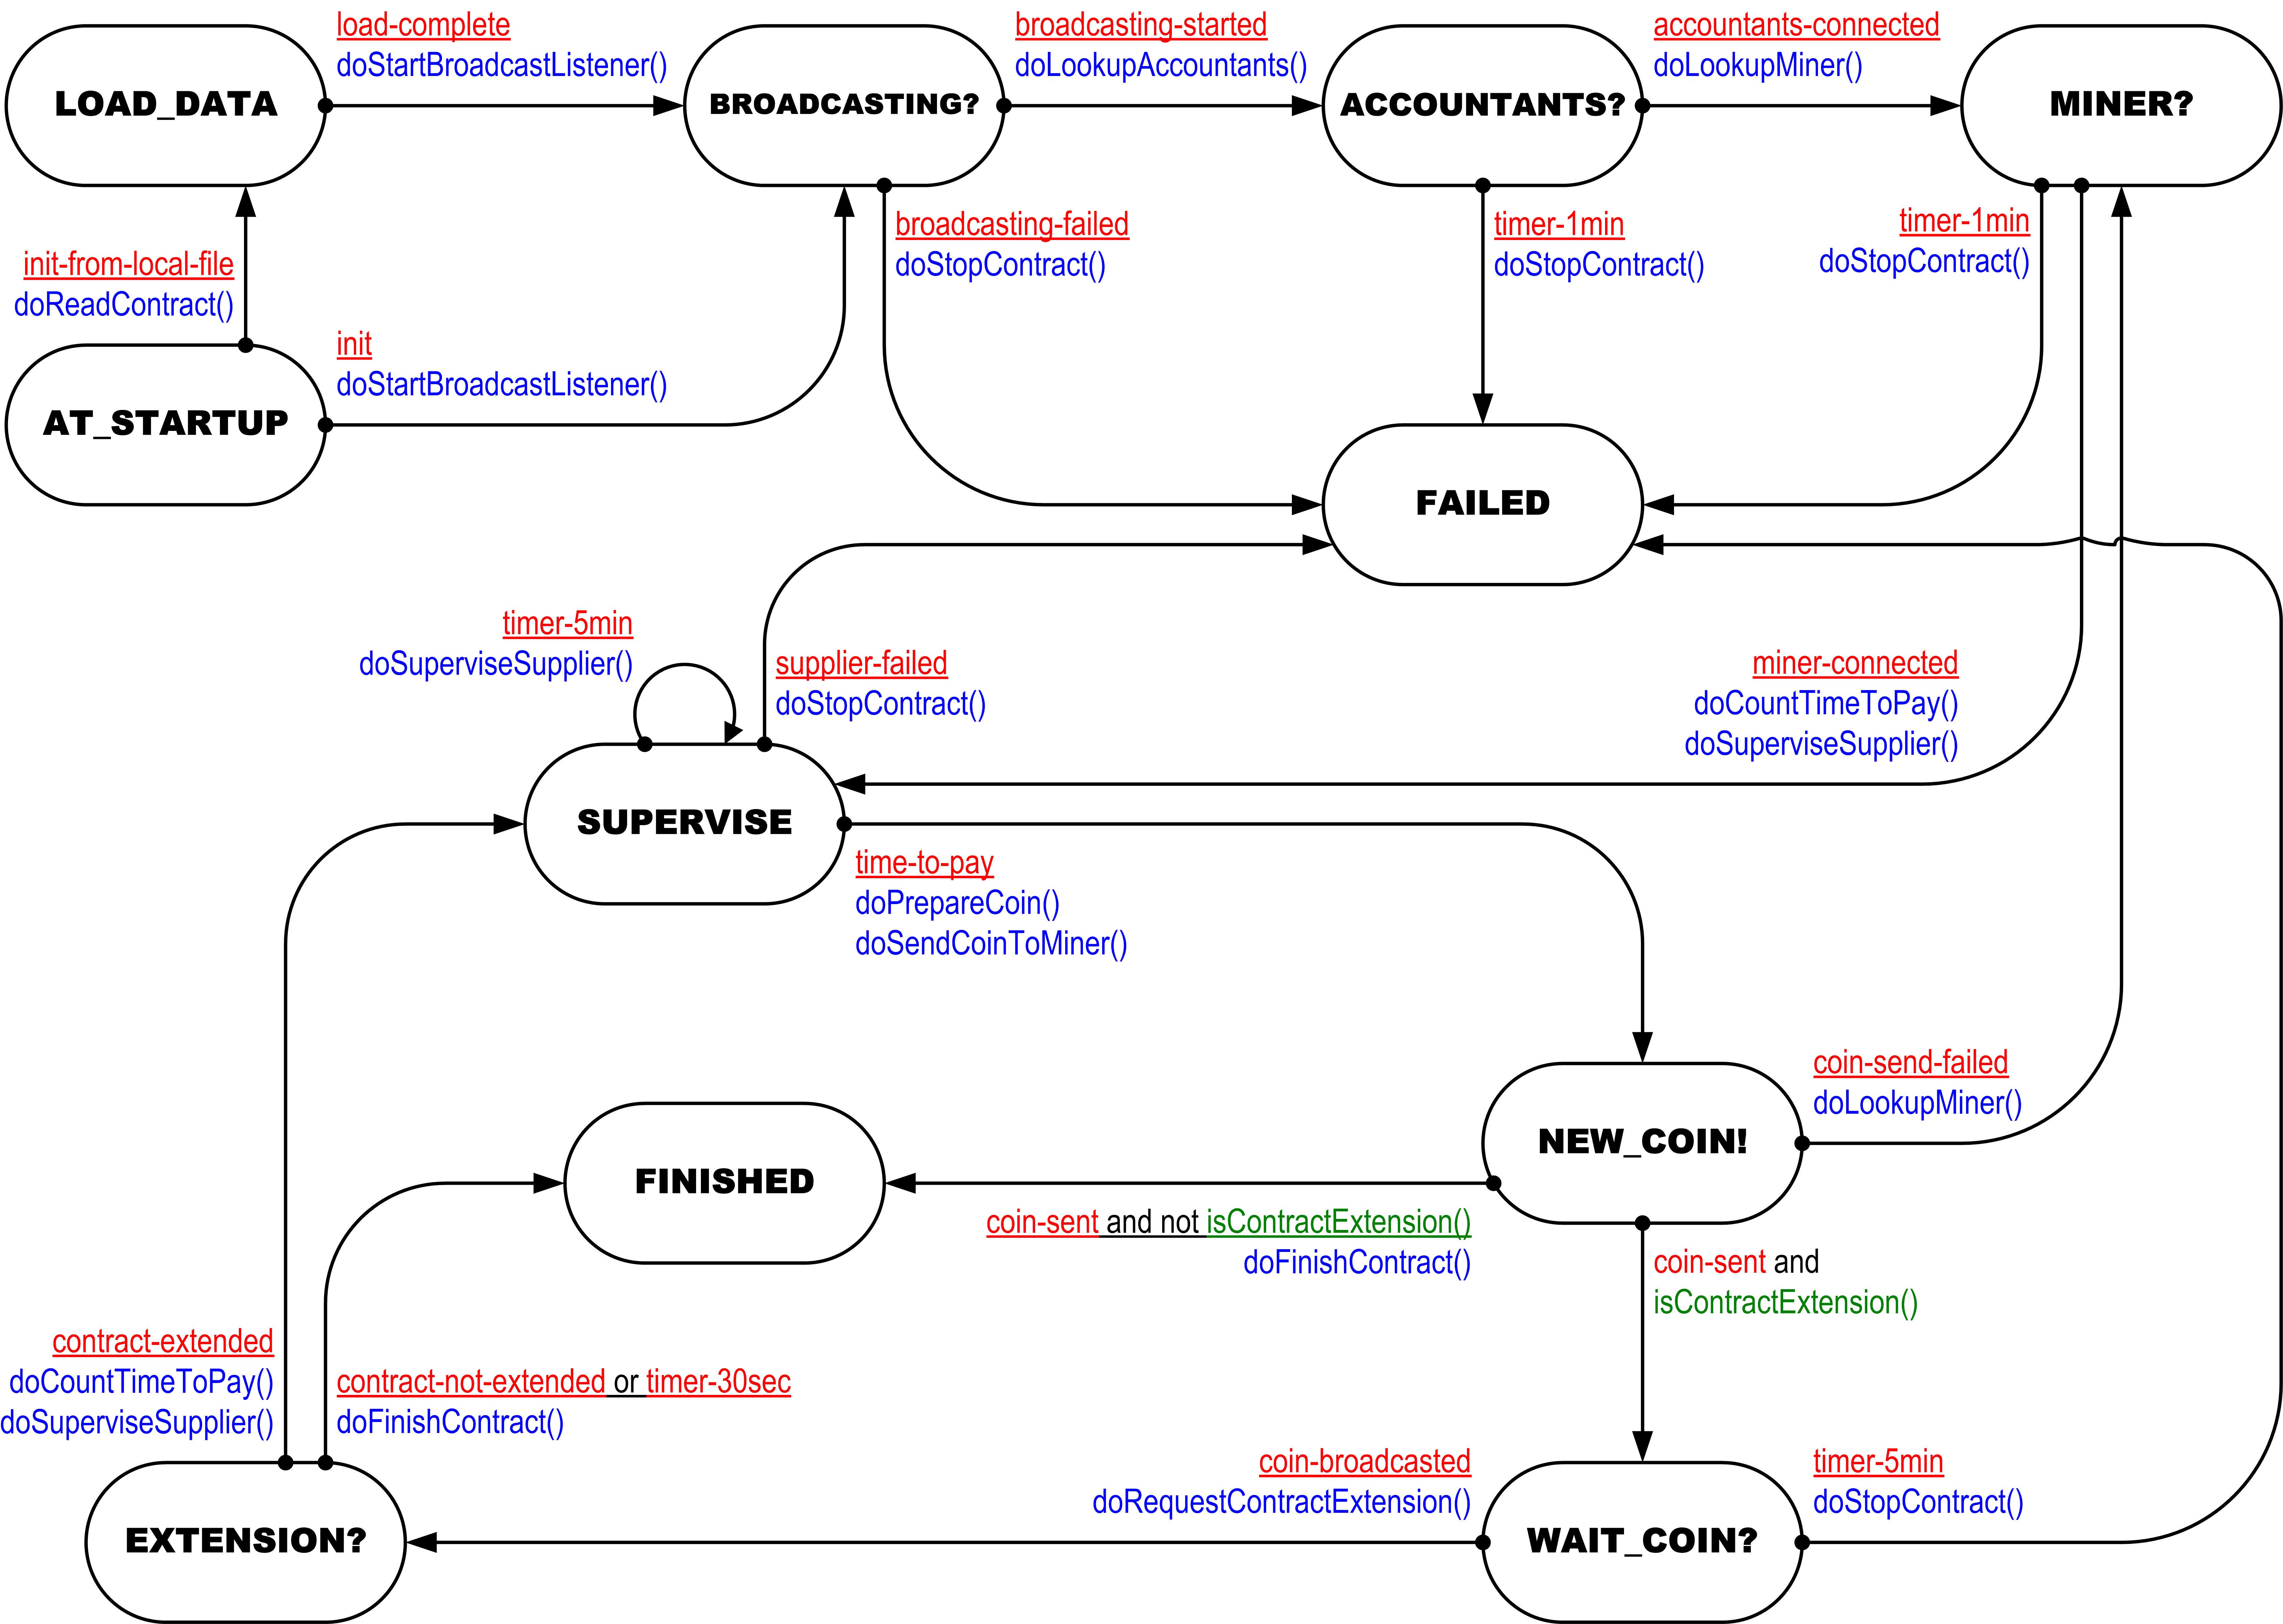 load-complete
doStartBroadcastListener()
broadcasting-started
doLookupAccountants()
accountants-connected
doLookupMiner()
LOAD_DATA
BROADCASTING?
ACCOUNTANTS?
MINER?
init-from-local-file
doReadContract()
broadcasting-failed
doStopContract()
timer-1min
doStopContract()
timer-1min
doStopContract()
init
doStartBroadcastListener()
AT_STARTUP
FAILED
timer-5min
doSuperviseSupplier()
supplier-failed
doStopContract()
miner-connected
doCountTimeToPay()
doSuperviseSupplier()
SUPERVISE
time-to-pay
doPrepareCoin()
doSendCoinToMiner()
coin-send-failed
doLookupMiner()
NEW_COIN!
FINISHED
coin-sent and not isContractExtension()
doFinishContract()
coin-sent and
isContractExtension()
contract-extended
doCountTimeToPay()
doSuperviseSupplier()
contract-not-extended or timer-30sec
doFinishContract()
coin-broadcasted
doRequestContractExtension()
timer-5min
doStopContract()
EXTENSION?
WAIT_COIN?